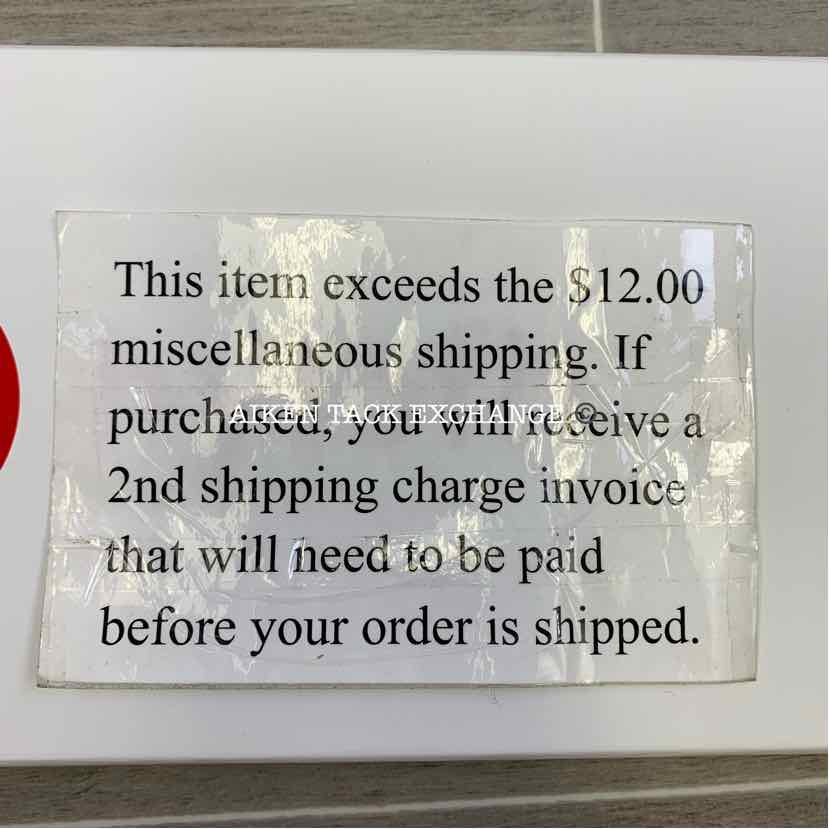 This item exceeds the $12.00
miscellaneous shipping. If
purchased, you will receive a
AIKEN TACK EXCHANGE ©
2nd shipping charge invoice
that will need to be paid
before your order is shipped.